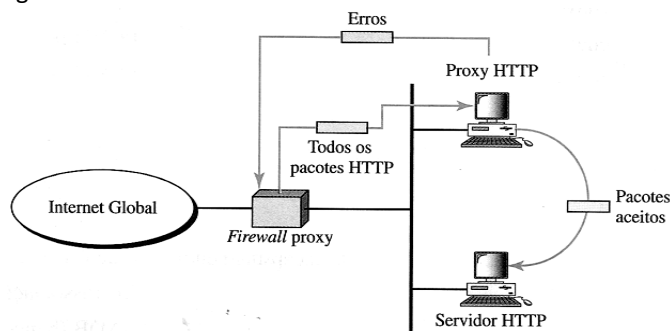 Erros
Proxy HTTP
Todos os
pacotes HTTP
Internet Global
Firewall proxy
Pacotes
aceitos
Servidor HTTP